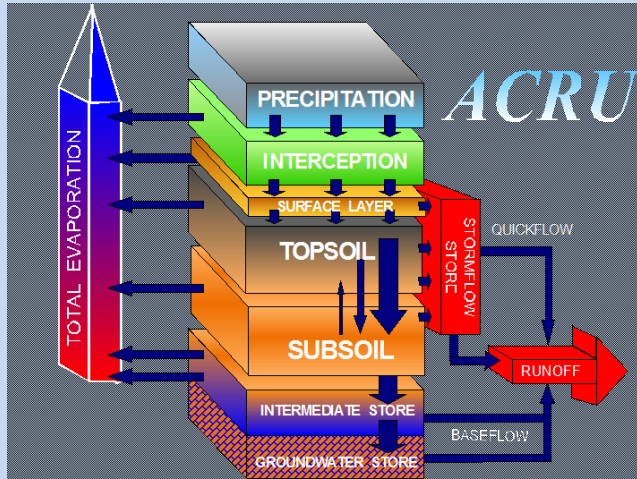 ACRU
PRECIPITATION
INTERCEPTION
SURFACE LAYER
TOPSOIL
SUBSOIL
INTERMEDIATE STORE
GROUNDWATER STORE
TOTAL EVAPORATION
STORMFLOW
STORE
QUICKFLOW
RUNOFF
BASEFLOW